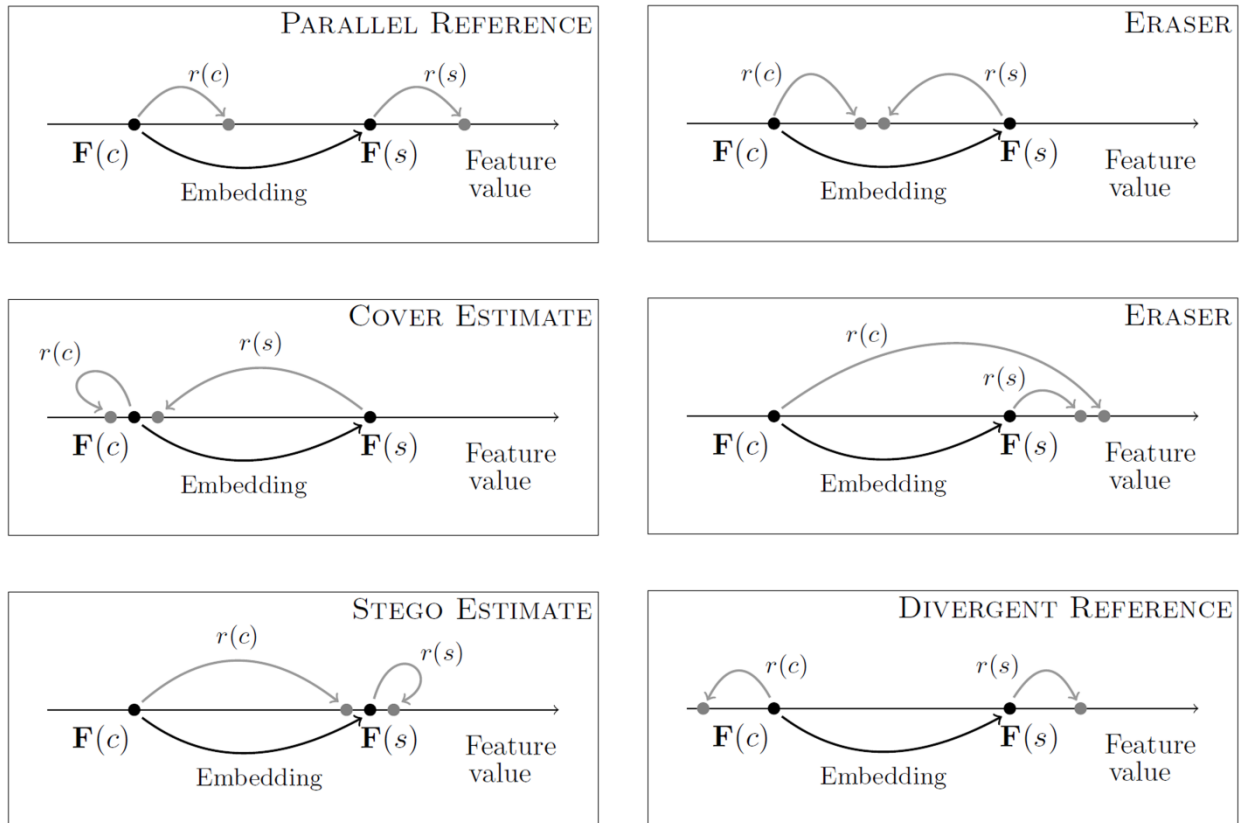 PARALLEL REFERENCE
r(c)
r(s)
F(c)
F(s)
Feature
value
Embedding
ERASER
r(c)
r(s)
F(c)
F(s)
Feature
value
Embedding
COVER ESTIMATE
r(c)
r(s)
F(c)
F(s)
Feature
value
Embedding
ERASER
r(c)
r(s)
F(c)
F(s)
Feature
value
Embedding
STEGO ESTIMATE
r(c)
r(s)
F(c)
F(s)
Feature
value
Embedding
DIVERGENT REFERENCE
r(c)
r(s)
F(c)
F(s)
Feature
value
Embedding